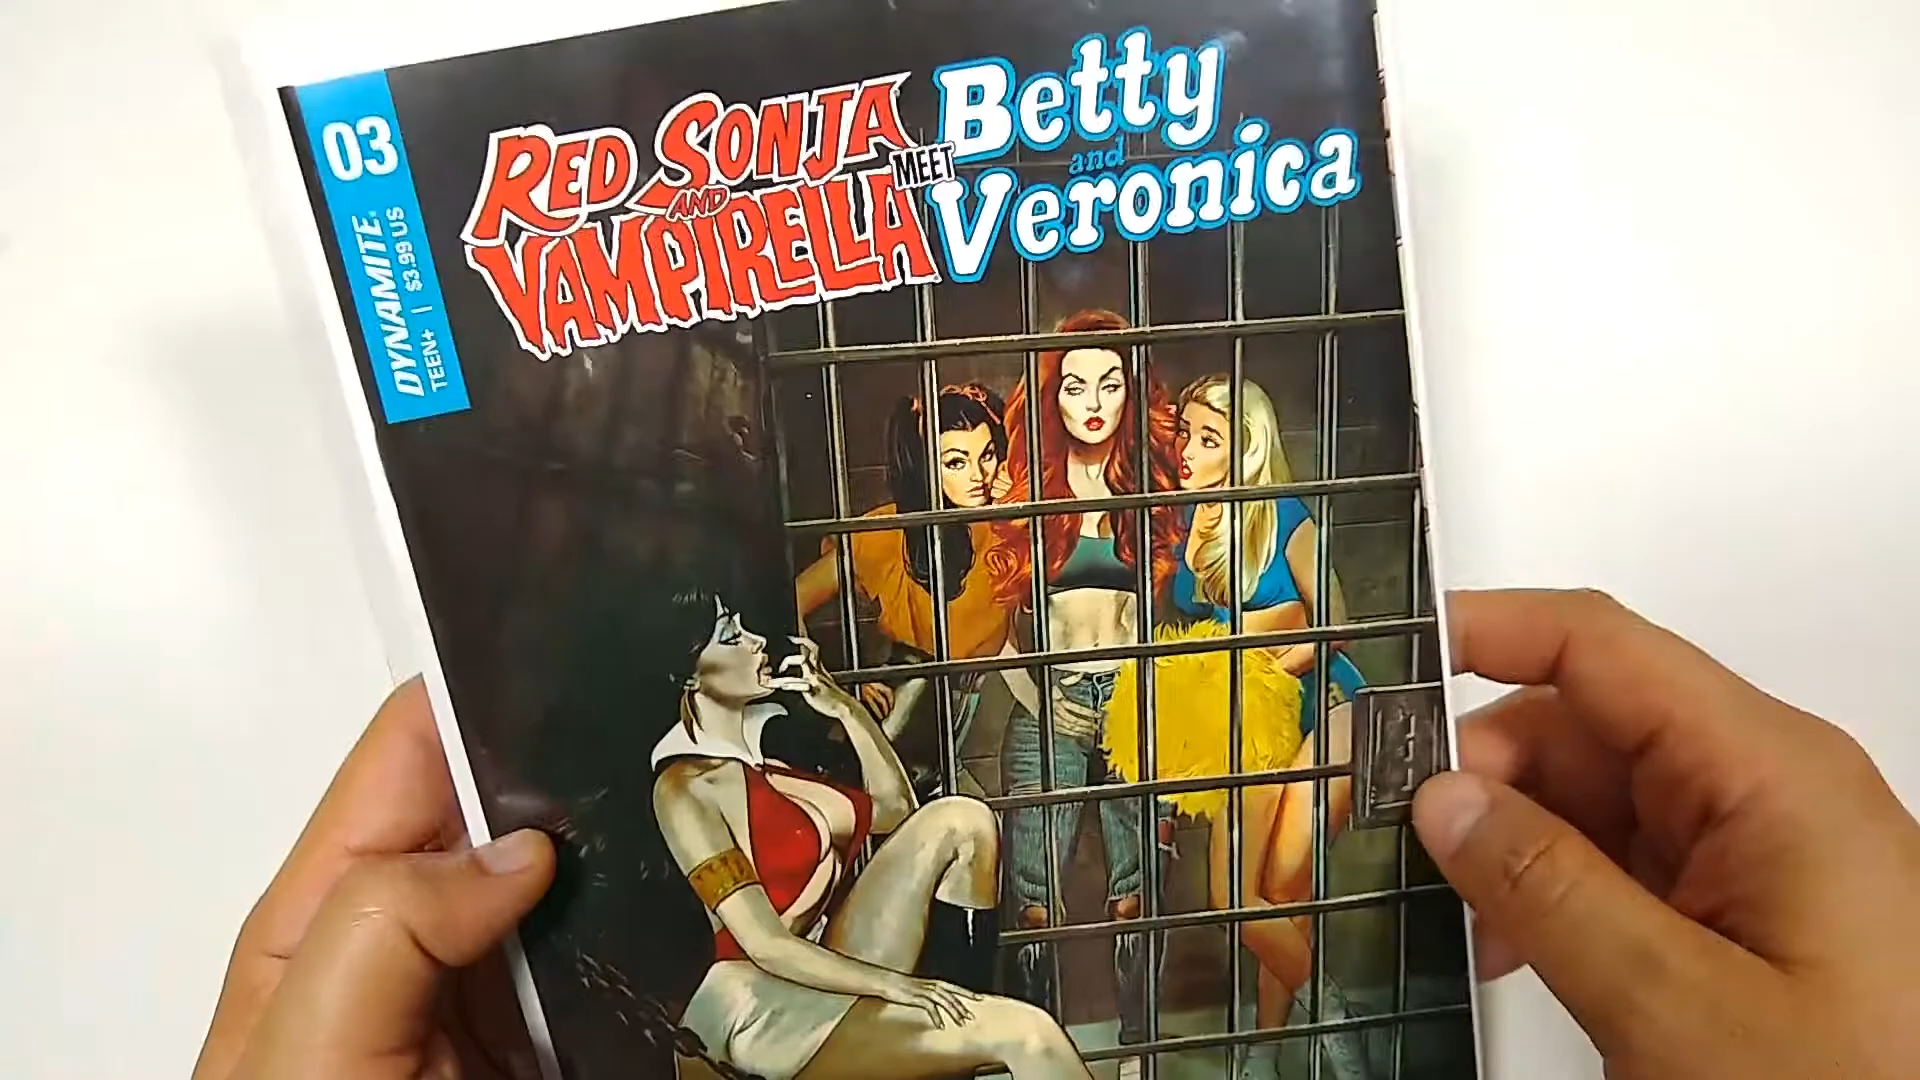 03
DYNAMITE®
TEEN+ | $3.99 US
RED SONJA
AND
VAMPIRELLA
MEET
Betty
and
Veronica